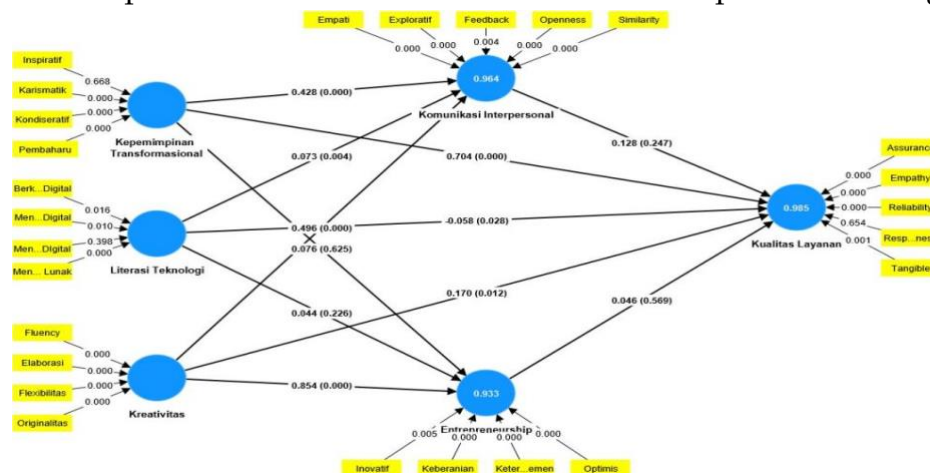 Empati
Exploratif
Feedback
Openness
Similarity
0.000
0.000
0.004
0.000
0.000
Inspiratif
Karismatik
Kondiseratif
Pembaharu
0.668
0.000
0.000
0.000
0.964
Komunikasi Interpersonal
Kepemimpinan
Transformasional
0.428 (0.000)
0.073 (0.004)
0.704 (0.000)
0.128 (0.247)
Assurance
Empathy
Reliability
Resp...nes
Tangible
0.000
0.000
0.000
0.654
0.001
0.985
Kualitas Layanan
Berk...Digital
Men...Digital
Men...DIgital
Men... Lunak
0.016
0.010
0.398
0.000
Literasi Teknologi
0.496 (0.000)
0.076 (0.625)
-0.058 (0.028)
0.170 (0.012)
0.044 (0.226)
0.046 (0.569)
Fluency
Elaborasi
Flexibilitas
Originalitas
0.000
0.000
0.000
0.000
Kreativitas
0.854 (0.000)
0.933
Entrepreneurship
0.005
0.000
0.000
0.000
Inovatif
Keberanian
Keter...emen
Optimis